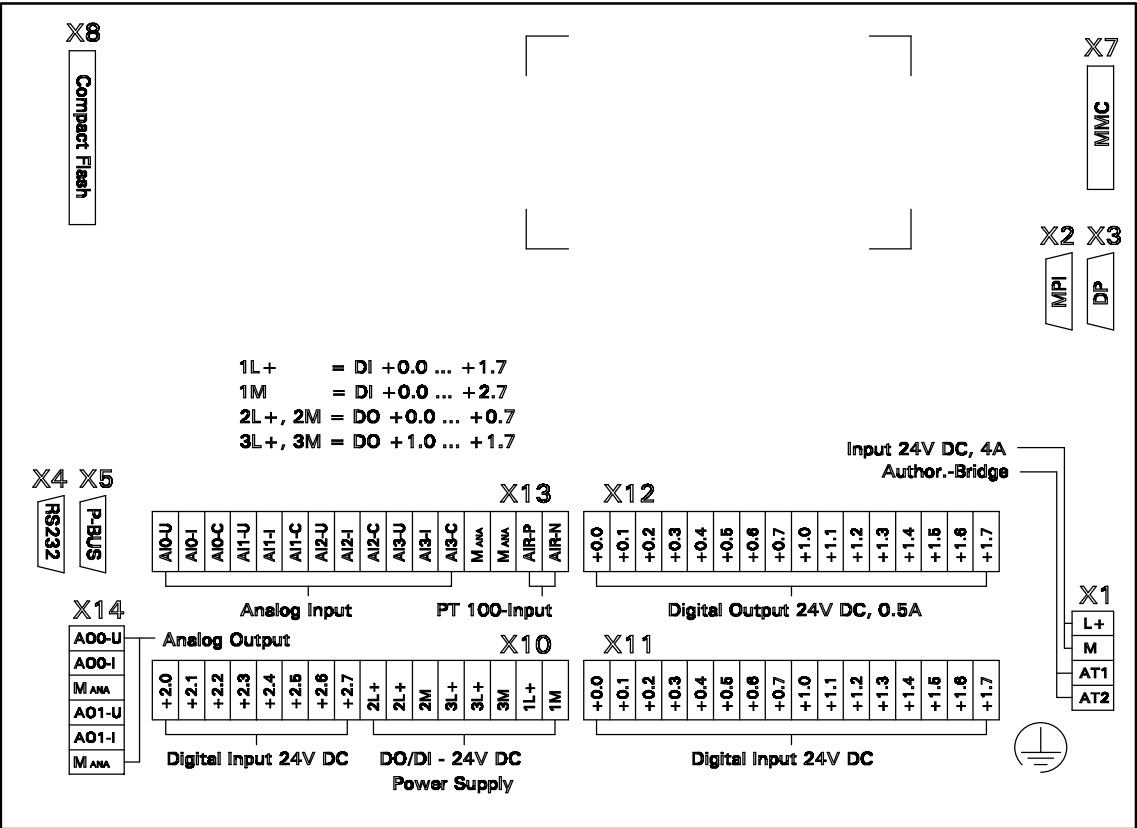 X8
Compact Flash
X7
MMC
X2 X3
MPI
DP
1L+ = DI +0.0 ... +1.7
1M = DI +0.0 ... +2.7
2L+, 2M = DO +0.0 ... +0.7
3L+, 3M = DO +1.0 ... +1.7
Input 24V DC, 4A
Author.-Bridge
X4 X5
RS232
P-BUS
X13
AI0-U
AI0-I
AI0-C
AI1-U
AI1-I
AI1-C
AI2-U
AI2-I
AI2-C
AI3-U
AI3-I
AI3-C
M ANA
M ANA
AIR-P
AIR-N
Analog Input
PT 100-Input
X12
+0.0
+0.1
+0.2
+0.3
+0.4
+0.5
+0.6
+0.7
+1.0
+1.1
+1.2
+1.3
+1.4
+1.5
+1.6
+1.7
Digital Output 24V DC, 0.5A
X1
L+
M
AT1
AT2
X14
A00-U
A00-I
M ANA
A01-U
A01-I
M ANA
Analog Output
X10
+2.0
+2.1
+2.2
+2.3
+2.4
+2.5
+2.6
+2.7
2L+
2L+
2M
3L+
3L+
3M
1L+
1M
Digital Input 24V DC
DO/DI - 24V DC
Power Supply
X11
+0.0
+0.1
+0.2
+0.3
+0.4
+0.5
+0.6
+0.7
+1.0
+1.1
+1.2
+1.3
+1.4
+1.5
+1.6
+1.7
Digital Input 24V DC